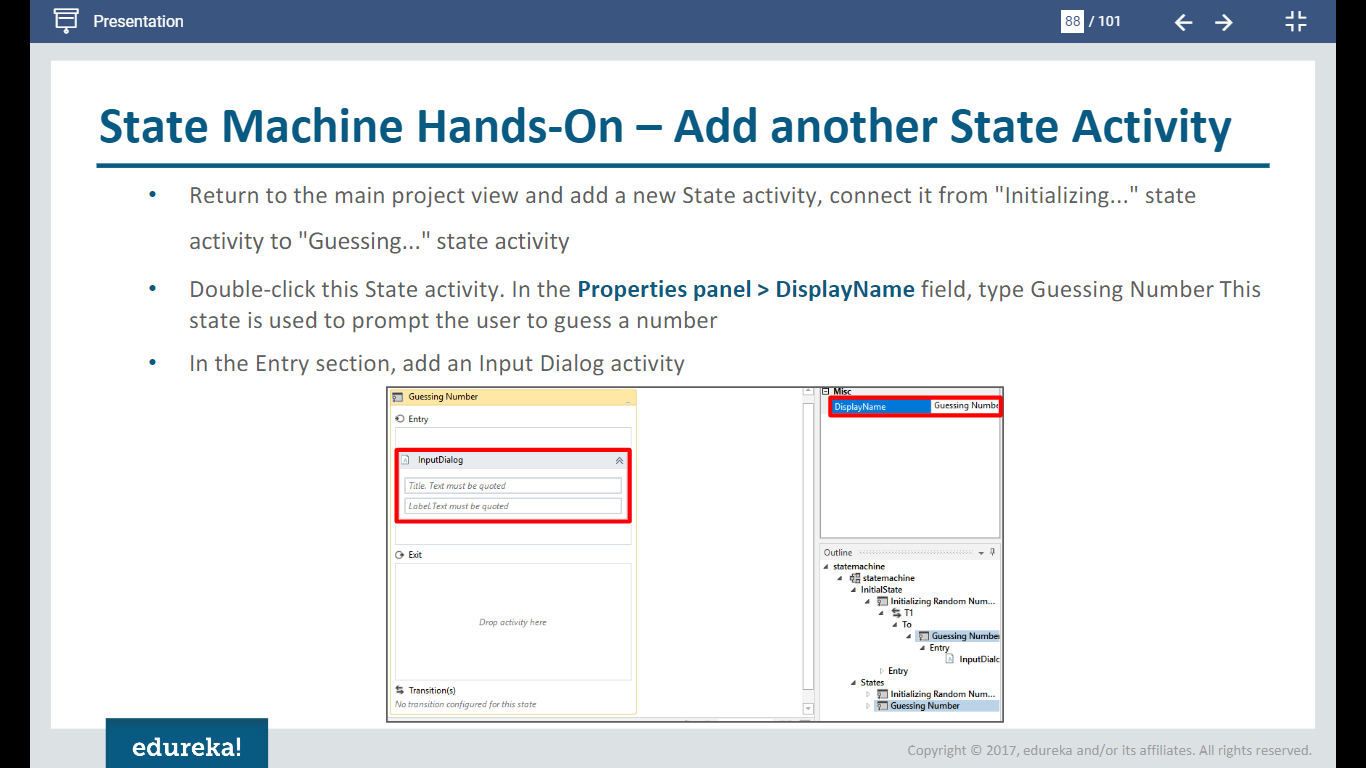 Presentation
88 / 101
State Machine Hands-On – Add another State Activity
• Return to the main project view and add a new State activity, connect it from "Initializing..." state
activity to "Guessing..." state activity
• Double-click this State activity. In the Properties panel > DisplayName field, type Guessing Number This
state is used to prompt the user to guess a number
• In the Entry section, add an Input Dialog activity
Guessing Number
Entry
InputDialog
Title. Text must be quoted
Label.Text must be quoted
Exit
Drop activity here
Transition(s)
No transition configured for this state
Misc
DisplayName Guessing Numbe
Outline
statemachine
statemachine
InitialState
Initializing Random Num...
T1
To
Guessing Number
Entry
InputDialc
Entry
States
Initializing Random Num...
Guessing Number
edureka!
Copyright © 2017, edureka and/or its affiliates. All rights reserved.